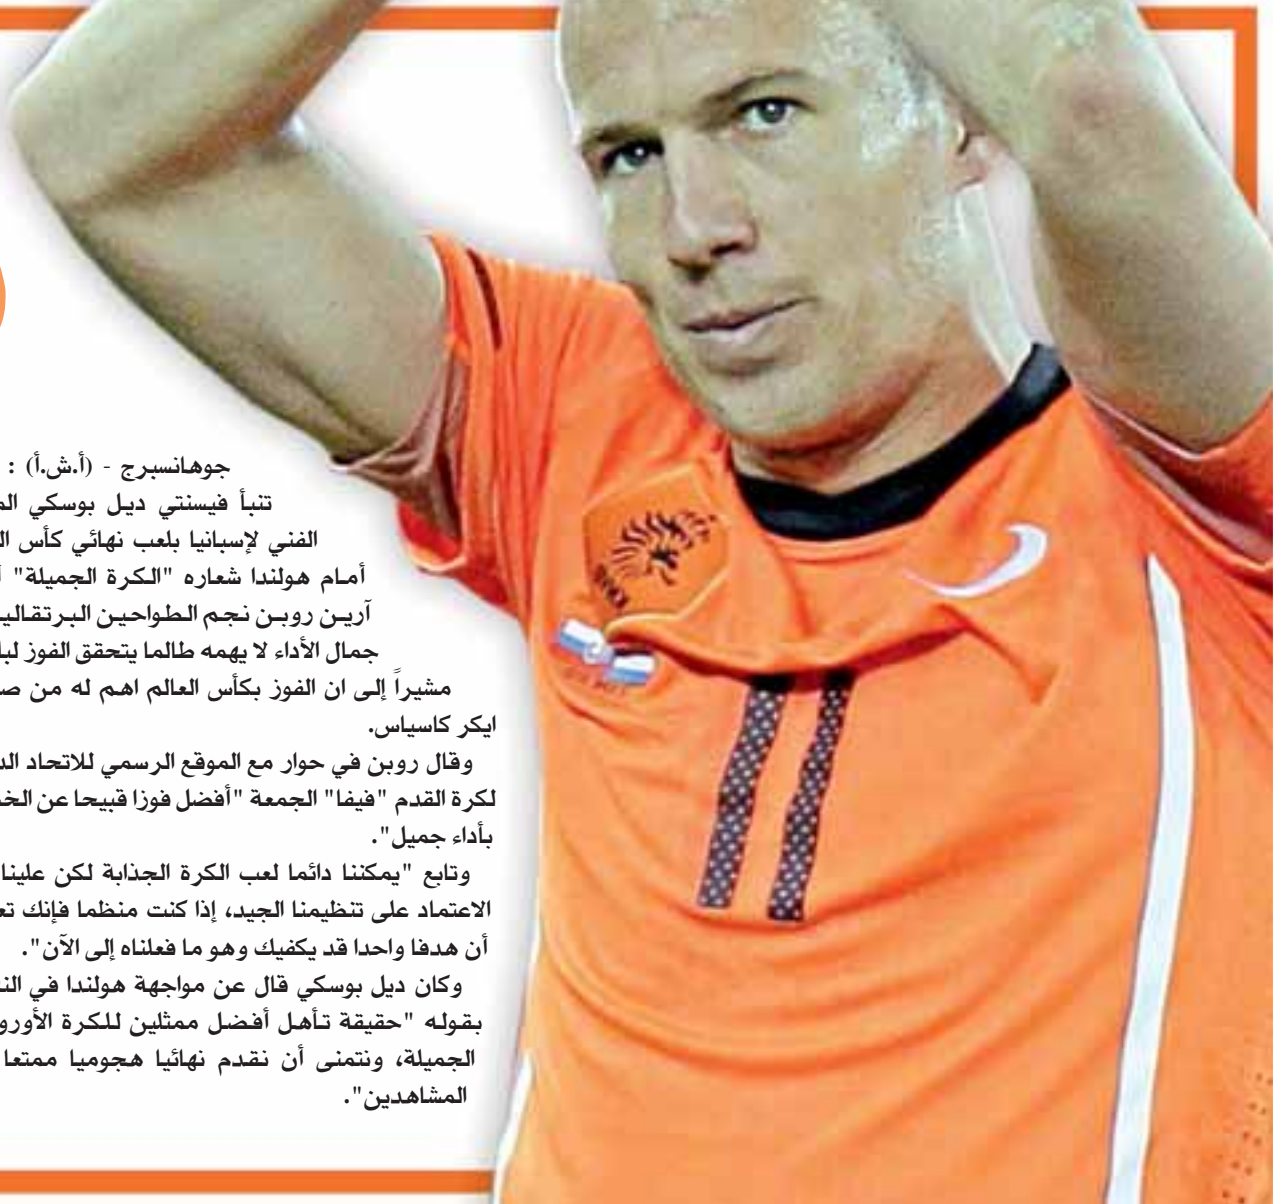 جوهانسبرج - (أ.ش.أ) :
تنبأ فيسنتي ديل بوسكي
الفني لإسبانيا بلعب نهائي كأس
أمام هولندا شعاره "الكرة الجميلة"
آرين روبن نجم الطواحين
جمال الأداء لا يهمه طالما يتحقق الفوز
مشيراً إلى ان الفوز بكأس العالم اهم له من
ايكر كاسياس.
وقال روبن في حوار مع الموقع الرسمي للاتحاد
لكرة القدم "فيفا" الجمعة "أفضل فوزا قبيحا عن
بأداء جميل".
وتابع "يمكننا دائما لعب الكرة الجذابة لكن علينا
الاعتماد على تنظيمنا الجيد، إذا كنت منظما فإنك
أن هدفا واحدا قد يكفيك وهو ما فعلناه إلى الآن".
وكان ديل بوسكي قال عن مواجهة هولندا في
بقوله "حقيقة تأهل أفضل ممثلين للكرة
الجميلة، ونتمنى أن نقدم نهائيا هجوميا ممتعا
المشاهدين".
11